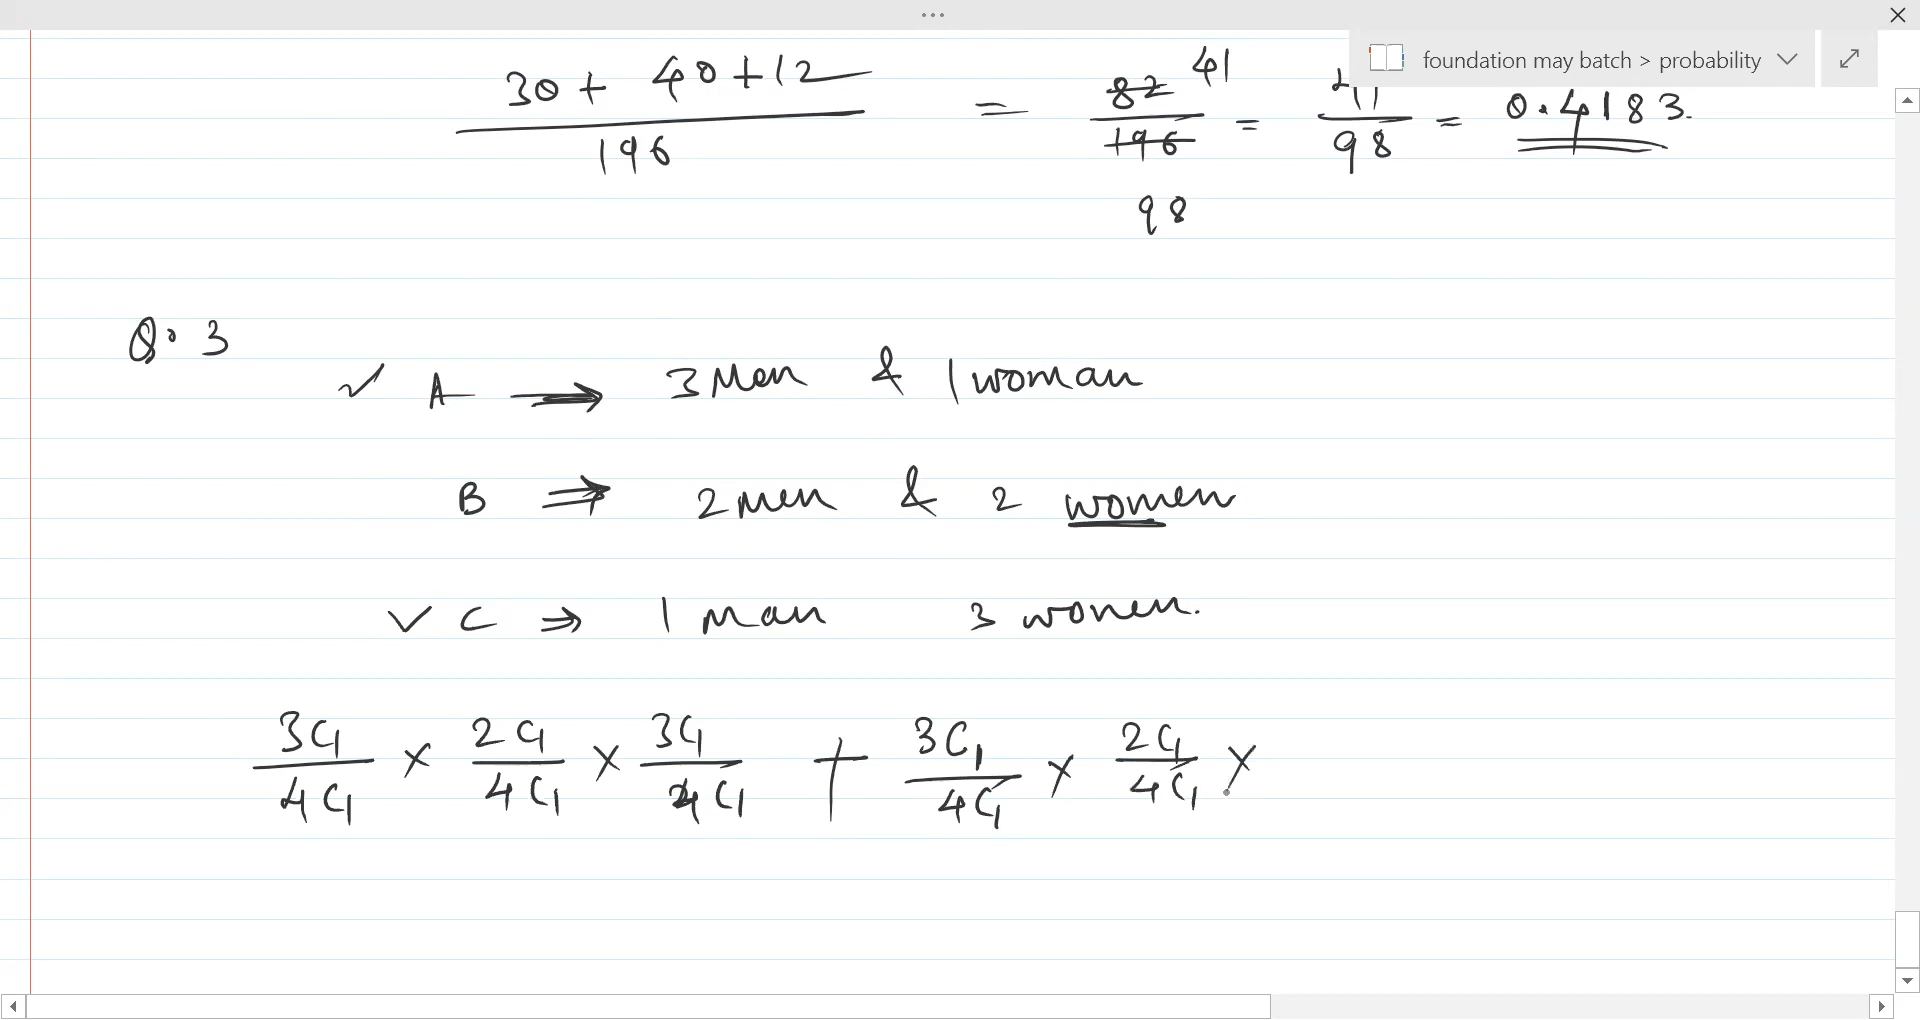 foundation may batch > probability
30 + 40 + 12 / 196 = 82 41 / 196 98 = 41 / 98 = 0.4183.
Q. 3
✓ A ⇒ 3 Men & 1 woman
B ⇒ 2 men & 2 women
✓ C ⇒ 1 man 3 women.
3C1 / 4C1 × 2C1 / 4C1 × 3C1 / 4C1 + 3C1 / 4C1 × 2C1 / 4C1 ×